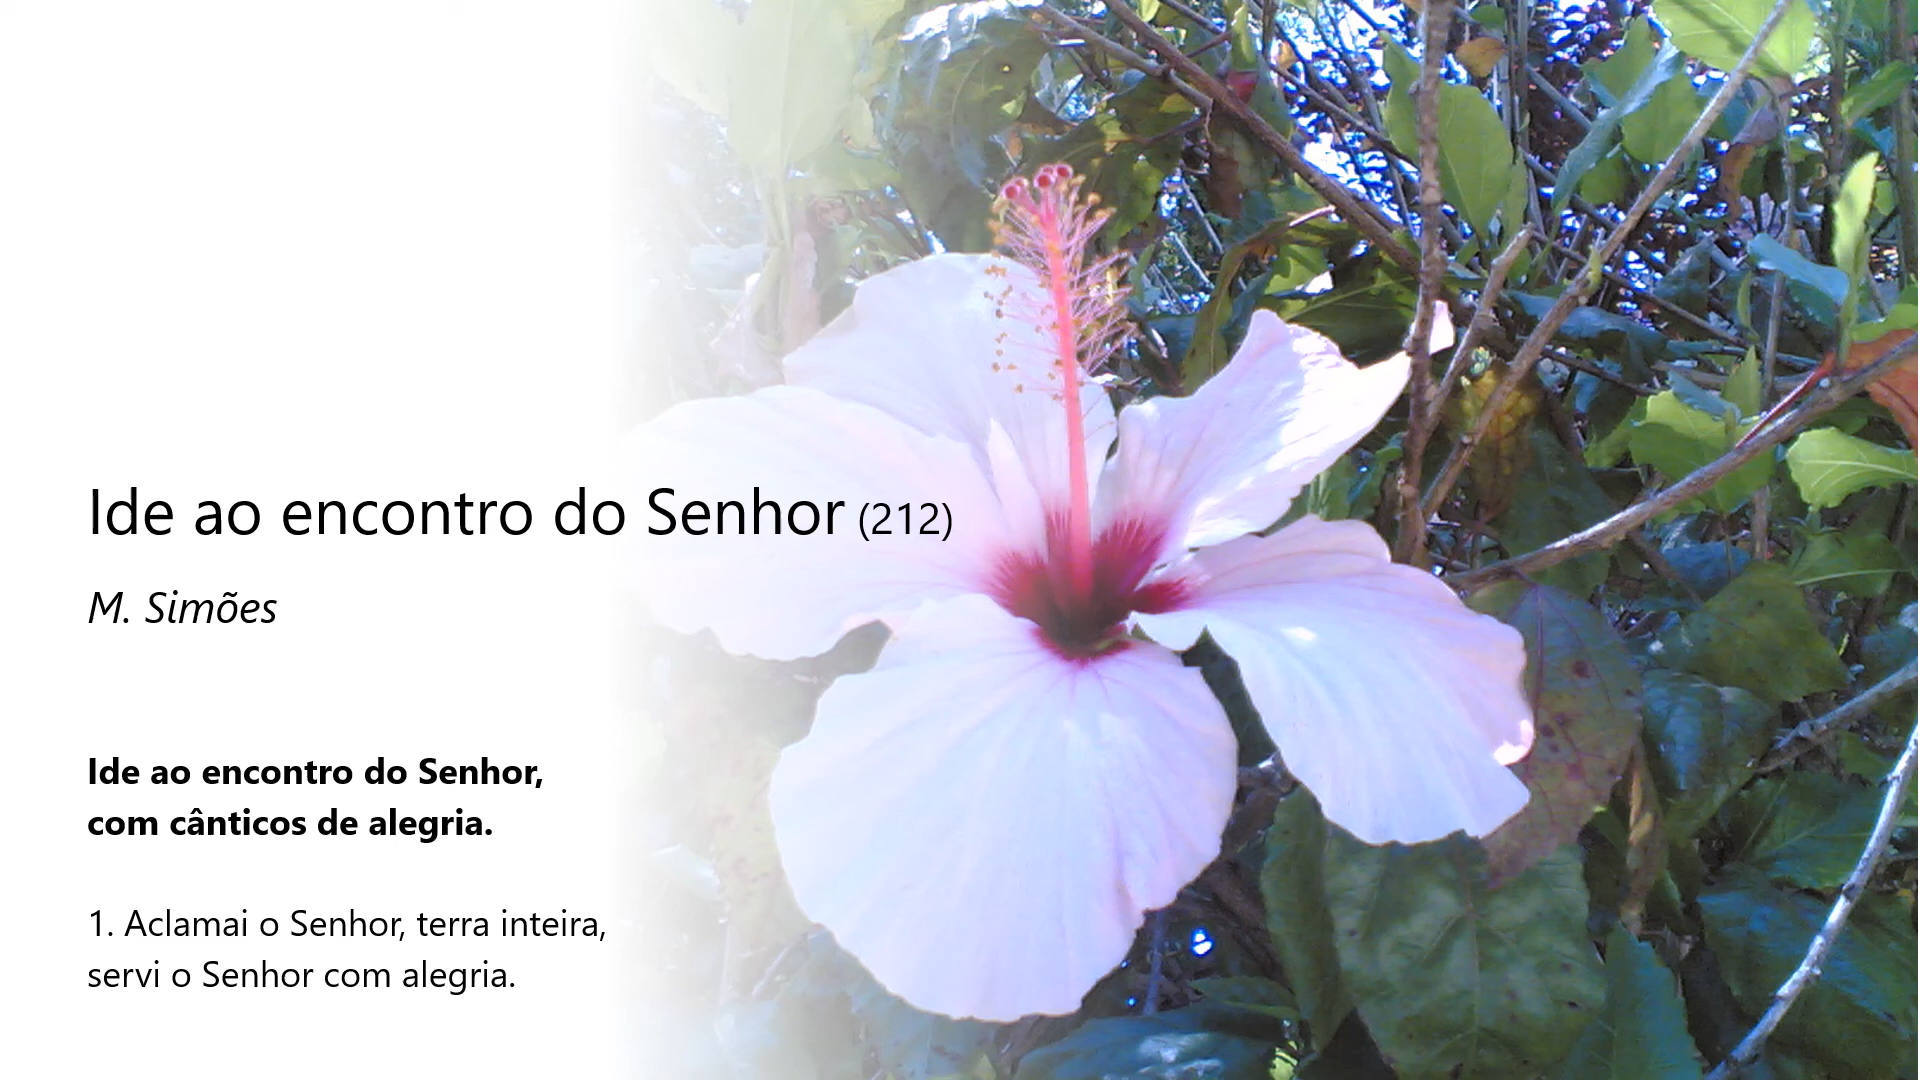 Ide ao encontro do Senhor (212)
M. Simões
Ide ao encontro do Senhor,
com cânticos de alegria.
1. Aclamai o Senhor, terra inteira,
servi o Senhor com alegria.